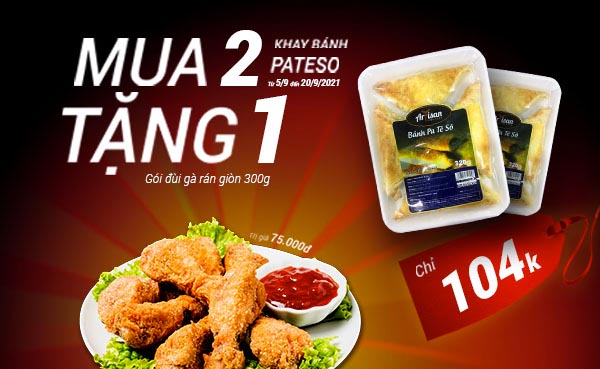 MUA 2 KHAY BÁNH
PATESO
Từ 5/9 đến 20/9/2021
TẶNG 1
Gói đùi gà rán giòn 300g
Trị giá 75.000đ
Artisan
Bánh Pa Tê Sô
320g
Chỉ 104k